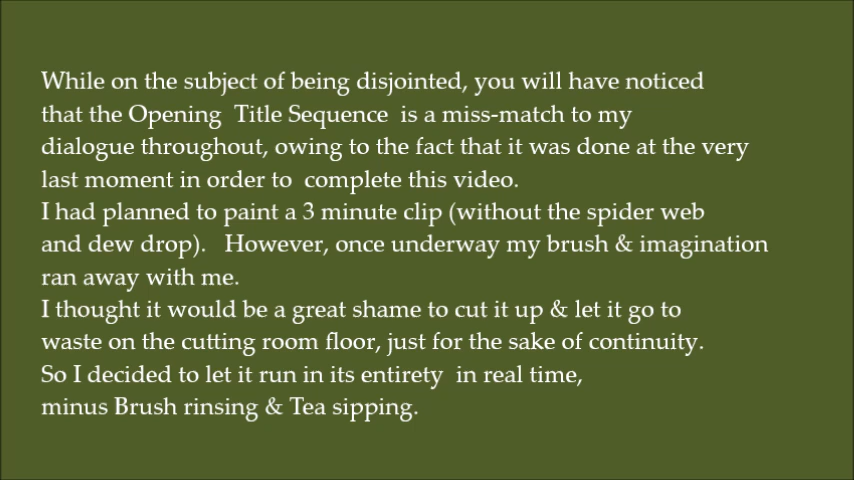 While on the subject of being disjointed, you will have noticed
that the Opening  Title Sequence  is a miss-match to my
dialogue throughout, owing to the fact that it was done at the very
last moment in order to  complete this video.
I had planned to paint a 3 minute clip (without the spider web
and dew drop).   However, once underway my brush & imagination
ran away with me.
I thought it would be a great shame to cut it up & let it go to
waste on the cutting room floor, just for the sake of continuity.
So I decided to let it run in its entirety  in real time,
minus Brush rinsing & Tea sipping.